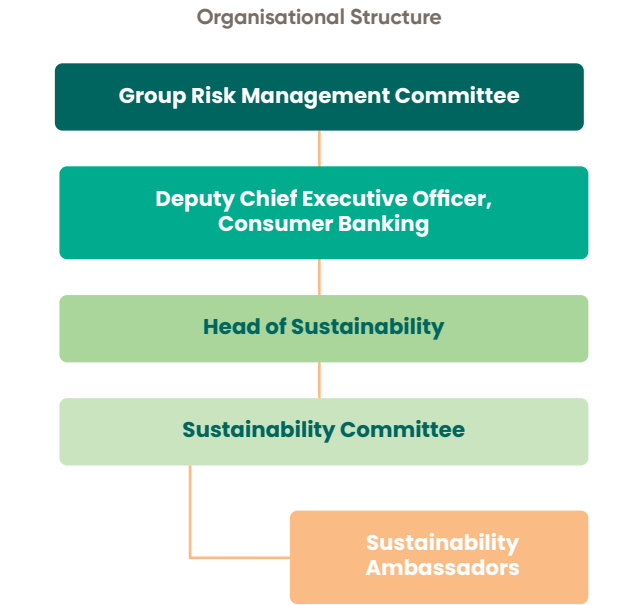 Organisational Structure
Group Risk Management Committee
Deputy Chief Executive Officer,
Consumer Banking
Head of Sustainability
Sustainability Committee
Sustainability
Ambassadors